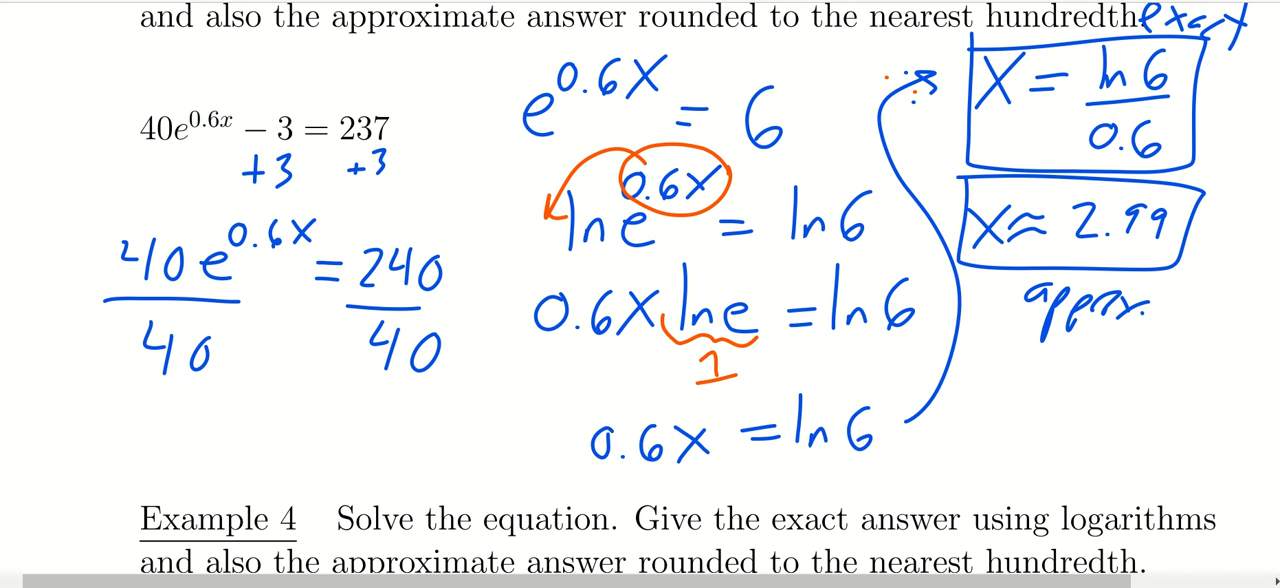 and also the approximate answer rounded to the nearest hundredth.
40e^{0.6x} − 3 = 237
+3 +3
40e^{0.6x} = 240
40 40
e^{0.6x} = 6
ln e^{0.6x} = ln 6
0.6x ln e = ln 6
1
0.6x = ln 6
exact
x = ln 6
0.6
x ≈ 2.99
approx.
Example 4 Solve the equation. Give the exact answer using logarithms
and also the approximate answer rounded to the nearest hundredth.